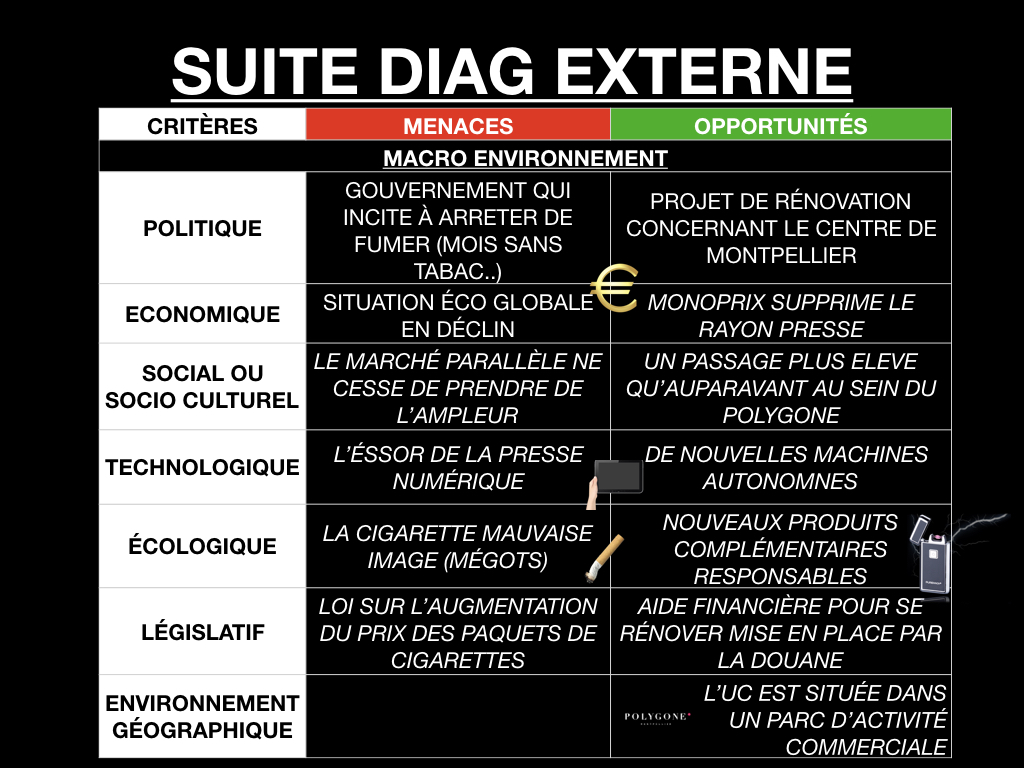 SUITE DIAG EXTERNE
CRITÈRES
MENACES
OPPORTUNITÉS
MACRO ENVIRONNEMENT
POLITIQUE
GOUVERNEMENT QUI
INCITE À ARRETER DE
FUMER (MOIS SANS
TABAC..)
PROJET DE RÉNOVATION
CONCERNANT LE CENTRE DE
MONTPELLIER
ECONOMIQUE
SITUATION ÉCO GLOBALE
EN DÉCLIN
€
MONOPRIX SUPPRIME LE
RAYON PRESSE
SOCIAL OU
SOCIO CULTUREL
LE MARCHÉ PARALLÈLE NE
CESSE DE PRENDRE DE
L'AMPLEUR
UN PASSAGE PLUS ELEVE
QU'AUPARAVANT AU SEIN DU
POLYGONE
TECHNOLOGIQUE
L'ÉSSOR DE LA PRESSE
NUMÉRIQUE
DE NOUVELLES MACHINES
AUTONOMNES
ÉCOLOGIQUE
LA CIGARETTE MAUVAISE
IMAGE (MÉGOTS)
NOUVEAUX PRODUITS
COMPLÉMENTAIRES
RESPONSABLES
LÉGISLATIF
LOI SUR L'AUGMENTATION
DU PRIX DES PAQUETS DE
CIGARETTES
AIDE FINANCIÈRE POUR SE
RÉNOVER MISE EN PLACE PAR
LA DOUANE
ENVIRONNEMENT
GÉOGRAPHIQUE
POLYGONE
L'UC EST SITUÉE DANS
UN PARC D'ACTIVITÉ
COMMERCIALE